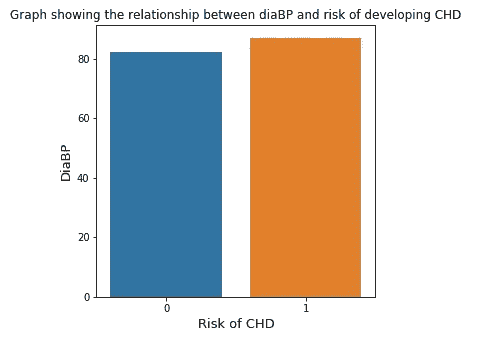 Graph showing the relationship between diaBP and risk of developing CHD
80
60
40
20
0
DiaBP
0 1
Risk of CHD